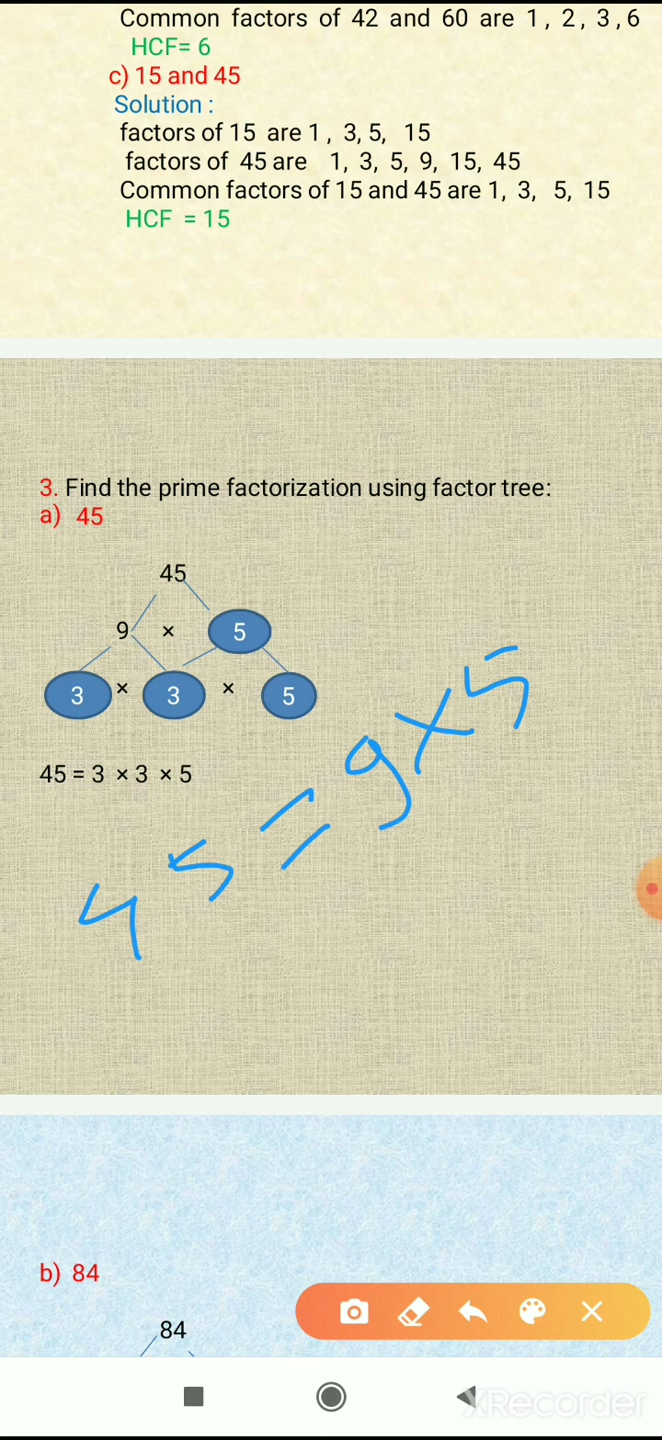 Common factors of 42 and 60 are 1, 2, 3,6
HCF= 6
c) 15 and 45
Solution :
factors of 15 are 1, 3, 5, 15
factors of 45 are 1, 3, 5, 9, 15, 45
Common factors of 15 and 45 are 1, 3, 5, 15
HCF = 15
3. Find the prime factorization using factor tree:
a) 45
45
9 × 5
3 × 3 × 5
45 = 3 × 3 × 5
45 = 9 × 5
b) 84
84
XRecorder